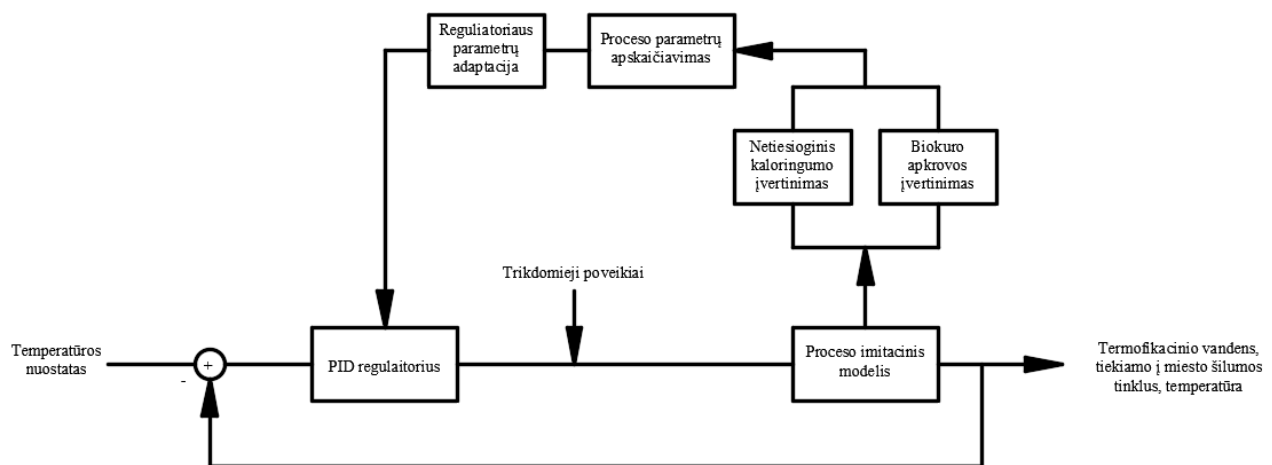 Reguliatoriaus
parametrų
adaptacija
Proceso parametrų
apskaičiavimas
Netiesioginis
kaloringumo
įvertinimas
Biokuro
apkrovos
įvertinimas
Trikdomieji poveikiai
Temperatūros
nuostatas
+
-
PID regulaitorius
Proceso imitacinis
modelis
Termofikacinio vandens,
tiekiamo į miesto šilumos
tinklus, temperatūra